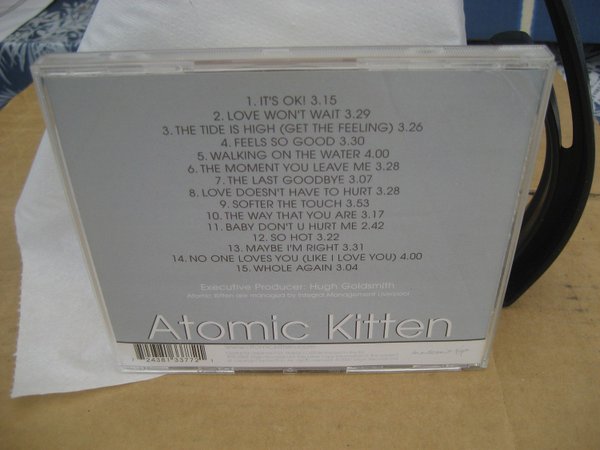 1. IT'S OK! 3.15
2. LOVE WON'T WAIT 3.29
3. THE TIDE IS HIGH (GET THE FEELING) 3.26
4. FEELS SO GOOD 3.30
5. WALKING ON THE WATER 4.00
6. THE MOMENT YOU LEAVE ME 3.28
7. THE LAST GOODBYE 3.07
8. LOVE DOESN'T HAVE TO HURT 3.28
9. SOFTER THE TOUCH 3.53
10. THE WAY THAT YOU ARE 3.17
11. BABY DON'T U HURT ME 2.42
12. SO HOT 3.22
13. MAYBE I'M RIGHT 3.31
14. NO ONE LOVES YOU (LIKE I LOVE YOU) 4.00
15. WHOLE AGAIN 3.04
Executive Producer: Hugh Goldsmith
Atomic Kitten are managed by Integral Management Liverpool
Atomic Kitten
7 24381 33772 1